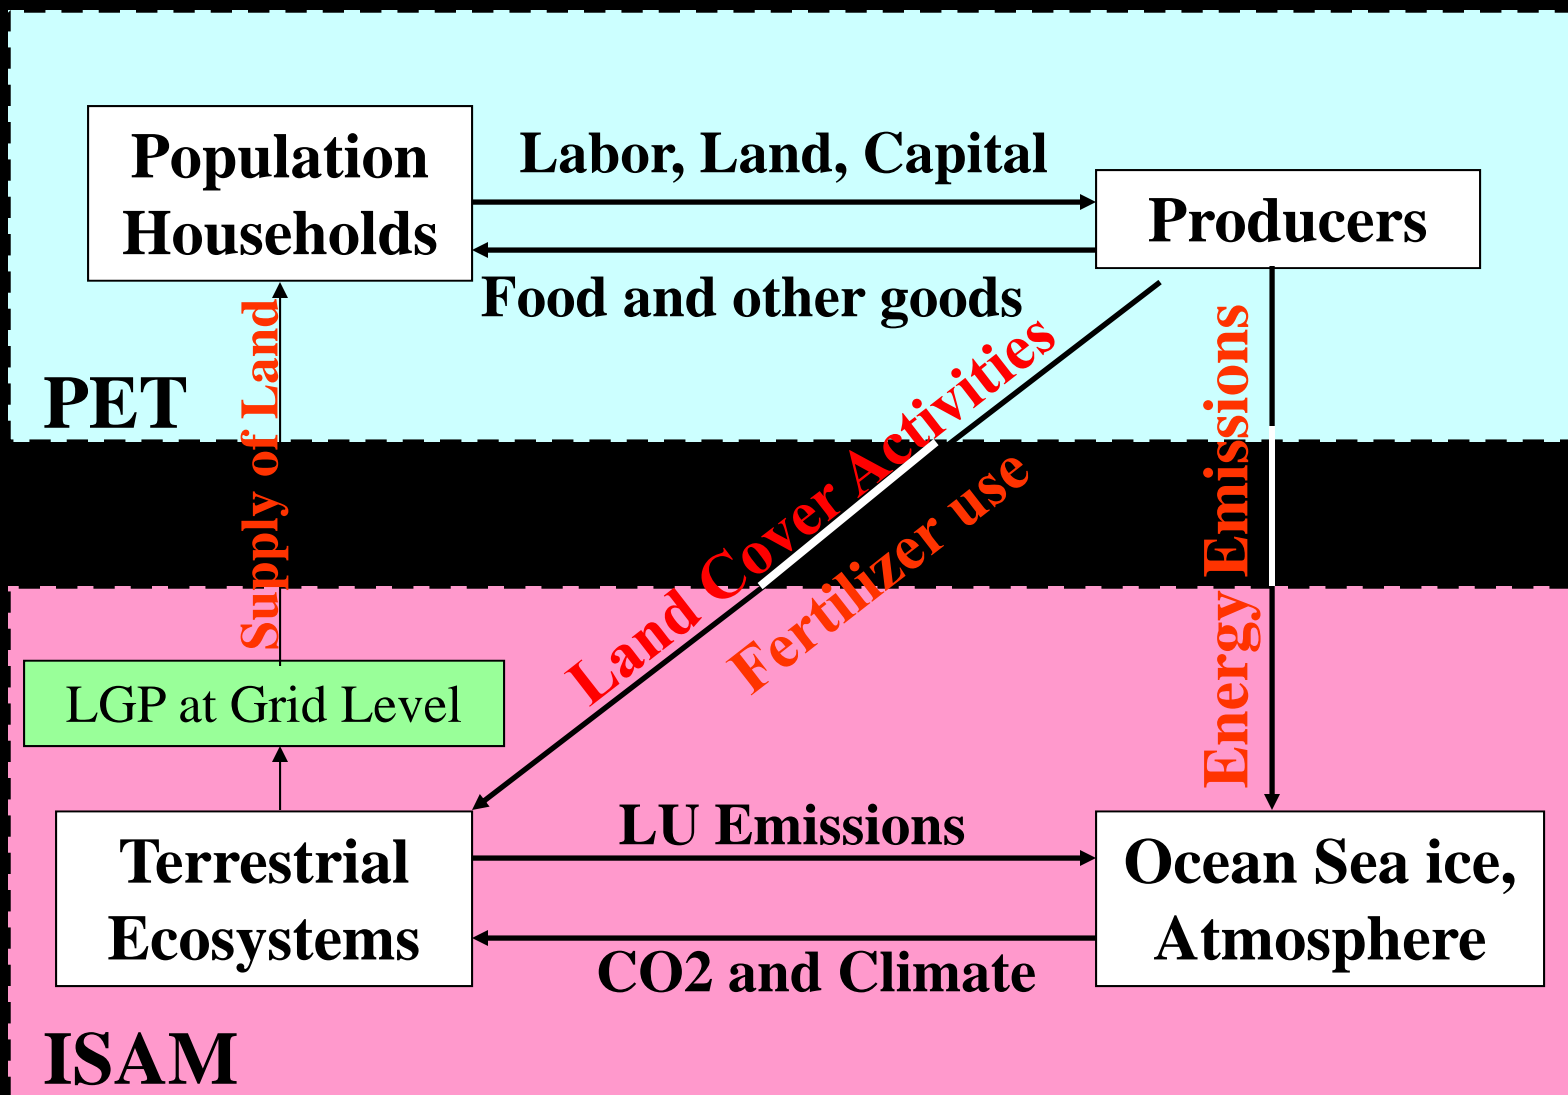 Population
Households
Labor, Land, Capital
Producers
Food and other goods
PET
Supply of Land
Land Cover Activities
Fertilizer use
Energy Emissions
LGP at Grid Level
Terrestrial
Ecosystems
LU Emissions
CO2 and Climate
Ocean Sea ice,
Atmosphere
ISAM